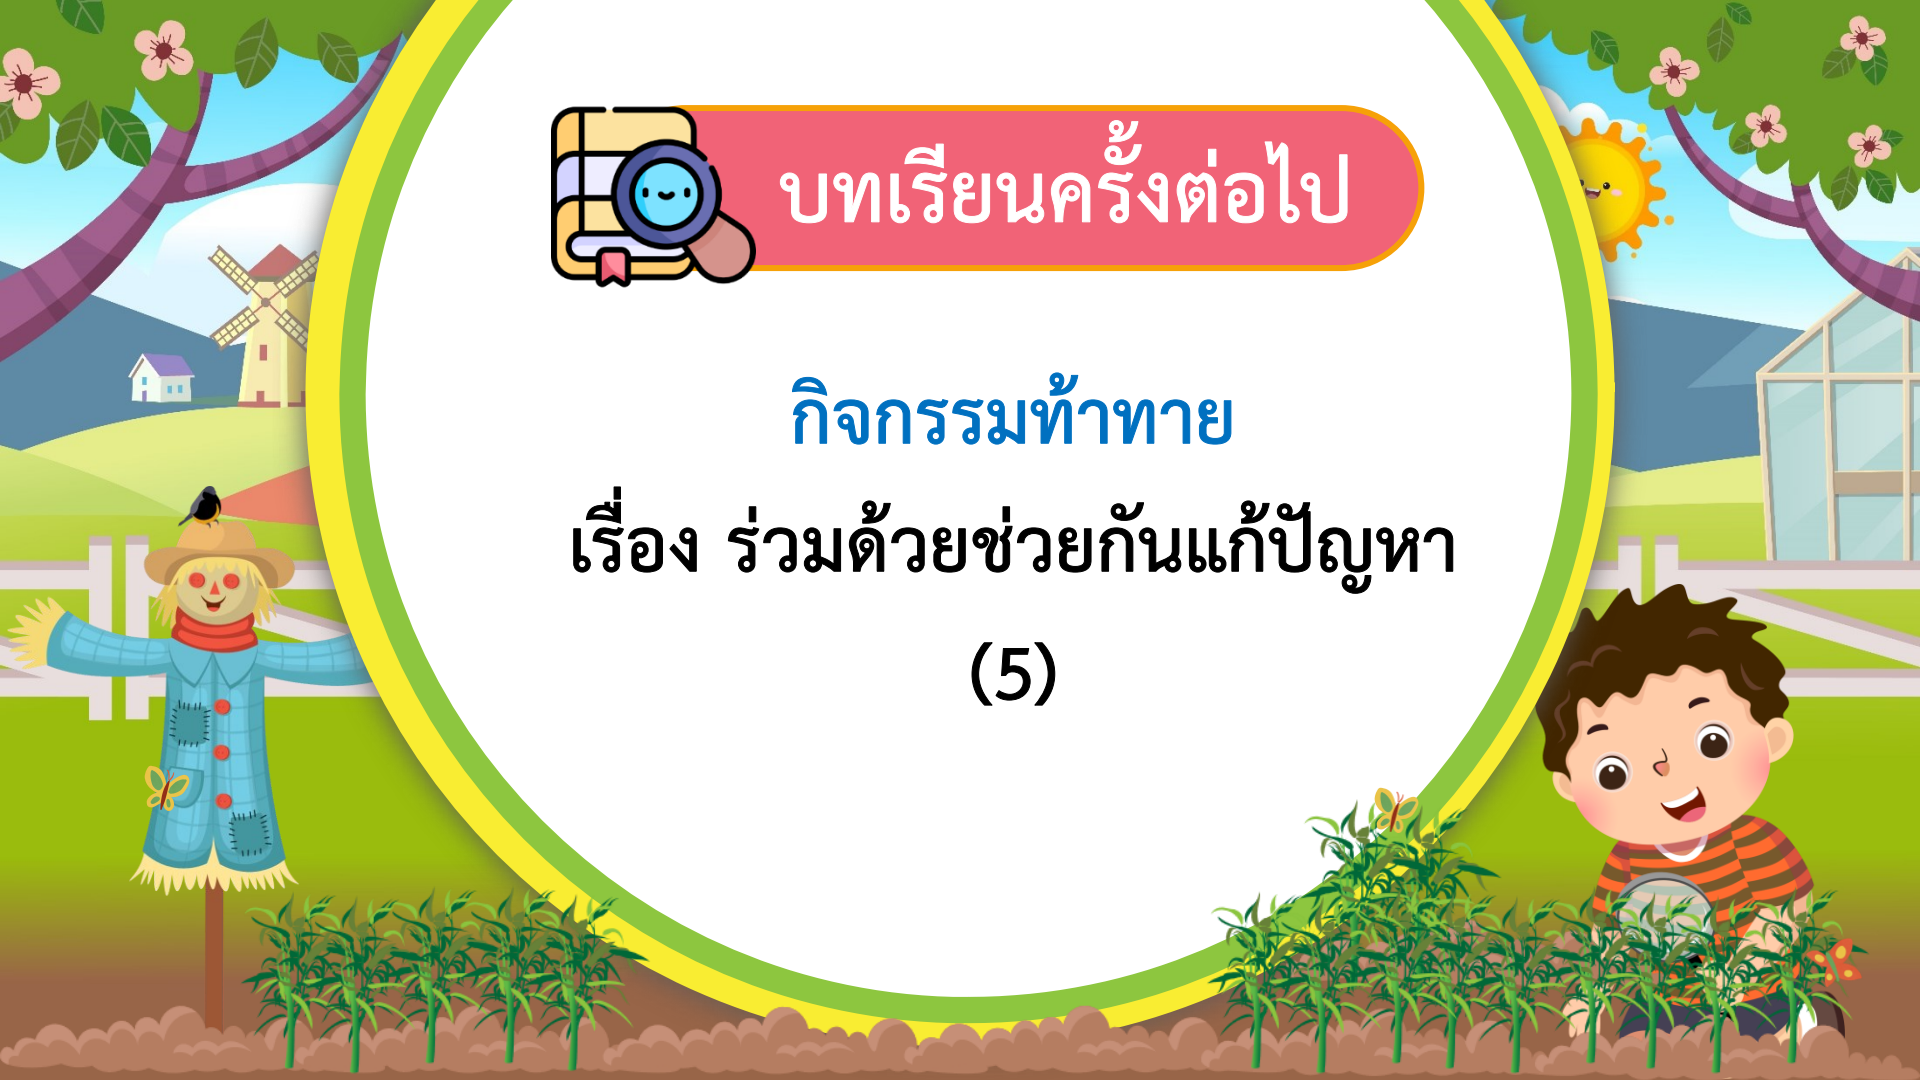 บทเรียนครั้งต่อไป
กิจกรรมท้าทาย
เรื่อง ร่วมด้วยช่วยกันแก้ปัญหา
(5)